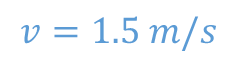 v = 1.5 m/s